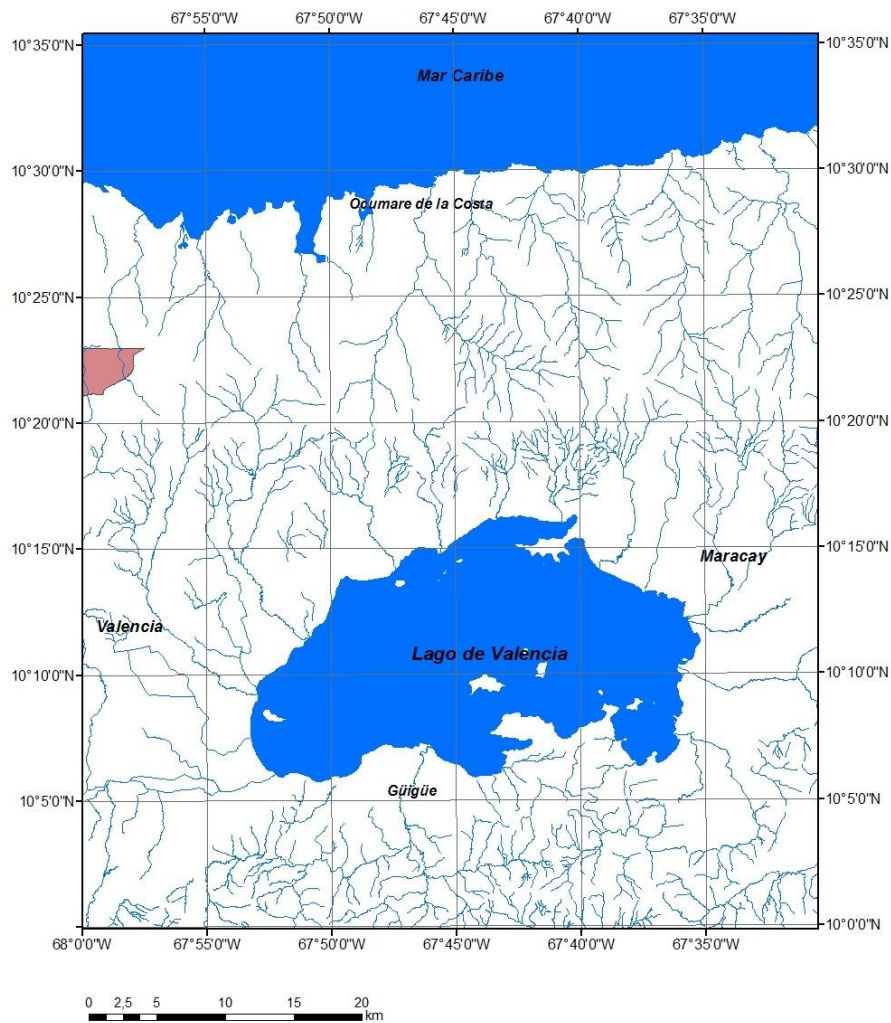 67°55'0"W 67°50'0"W 67°45'0"W 67°40'0"W 67°35'0"W
10°35'0"N 10°35'0"N
Mar Caribe
10°30'0"N 10°30'0"N
Ocumare de la Costa
10°25'0"N 10°25'0"N
10°20'0"N 10°20'0"N
10°15'0"N 10°15'0"N
Maracay
Valencia
Lago de Valencia
10°10'0"N 10°10'0"N
Güigüe
10°5'0"N 10°5'0"N
10°0'0"N
68°0'0"W 67°55'0"W 67°50'0"W 67°45'0"W 67°40'0"W 67°35'0"W
0 2,5 5 10 15 20
km